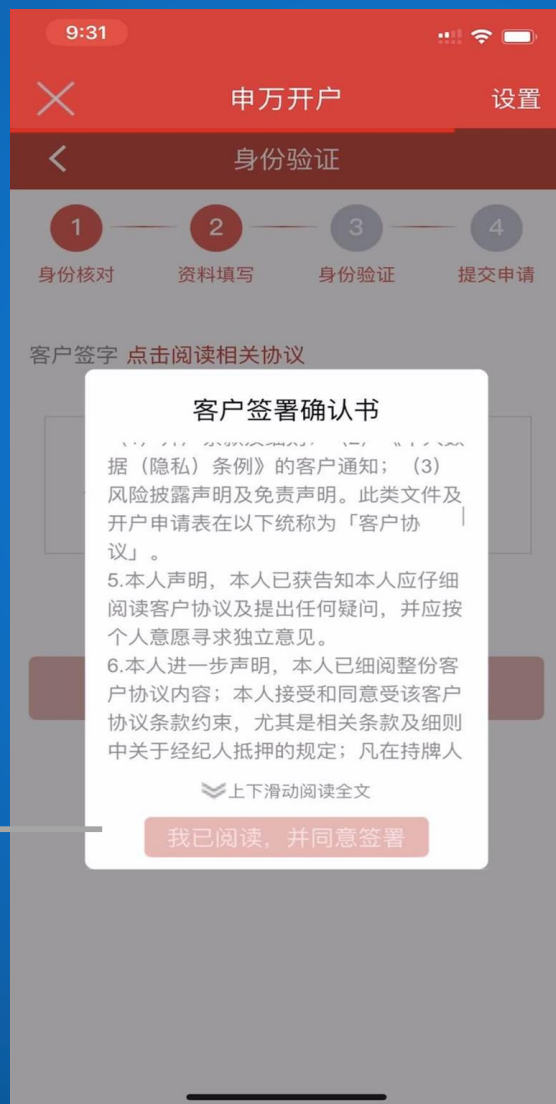 9:31
申万开户
设置
身份验证
1
2
3
4
身份核对
资料填写
身份验证
提交申请
客户签字 点击阅读相关协议
客户签署确认书
据（隐私）条例》的客户通知；（3）
风险披露声明及免责声明。此类文件及
开户申请表在以下统称为「客户协
议」。
5.本人声明，本人已获告知本人应仔细
阅读客户协议及提出任何疑问，并应按
个人意愿寻求独立意见。
6.本人进一步声明，本人已细阅整份客
户协议内容；本人接受和同意受该客户
协议条款约束，尤其是相关条款及细则
中关于经纪人抵押的规定；凡在持牌人
上下滑动阅读全文
我已阅读，并同意签署